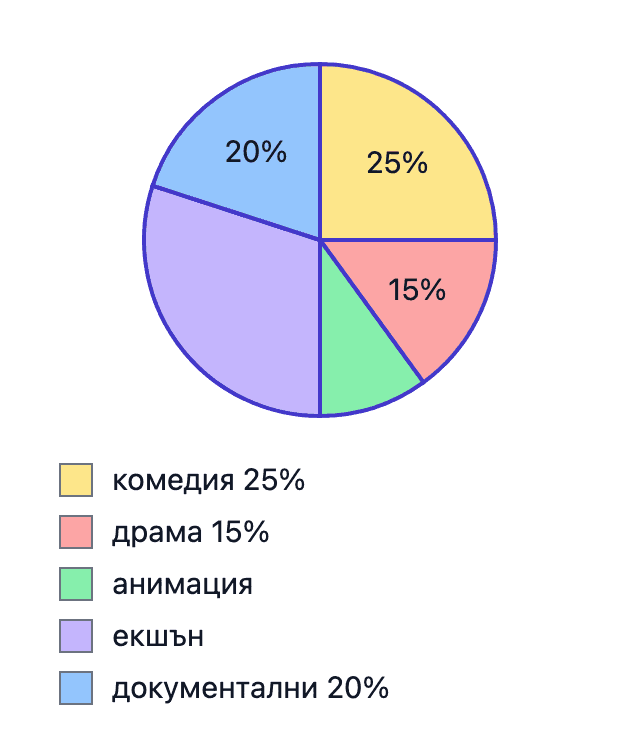 20%
25%
15%
комедия 25%
драма 15%
анимация
екшън
документални 20%